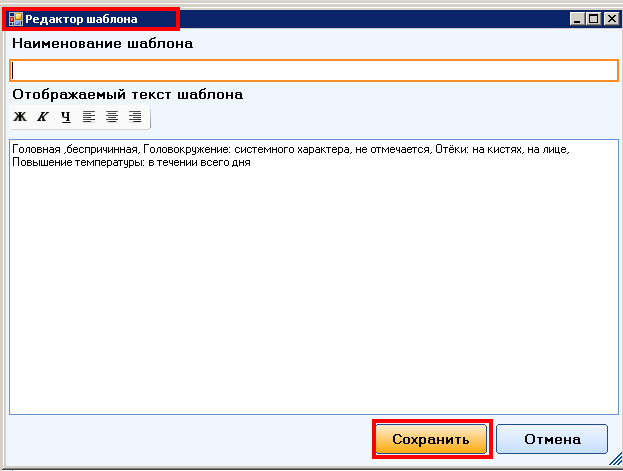 Редактор шаблона
Наименование шаблона
Отображаемый текст шаблона
Ж К Ч
Головная ,беспричинная, Головокружение: системного характера, не отмечается, Отёки: на кистях, на лице,
Повышение температуры: в течении всего дня
Сохранить Отмена